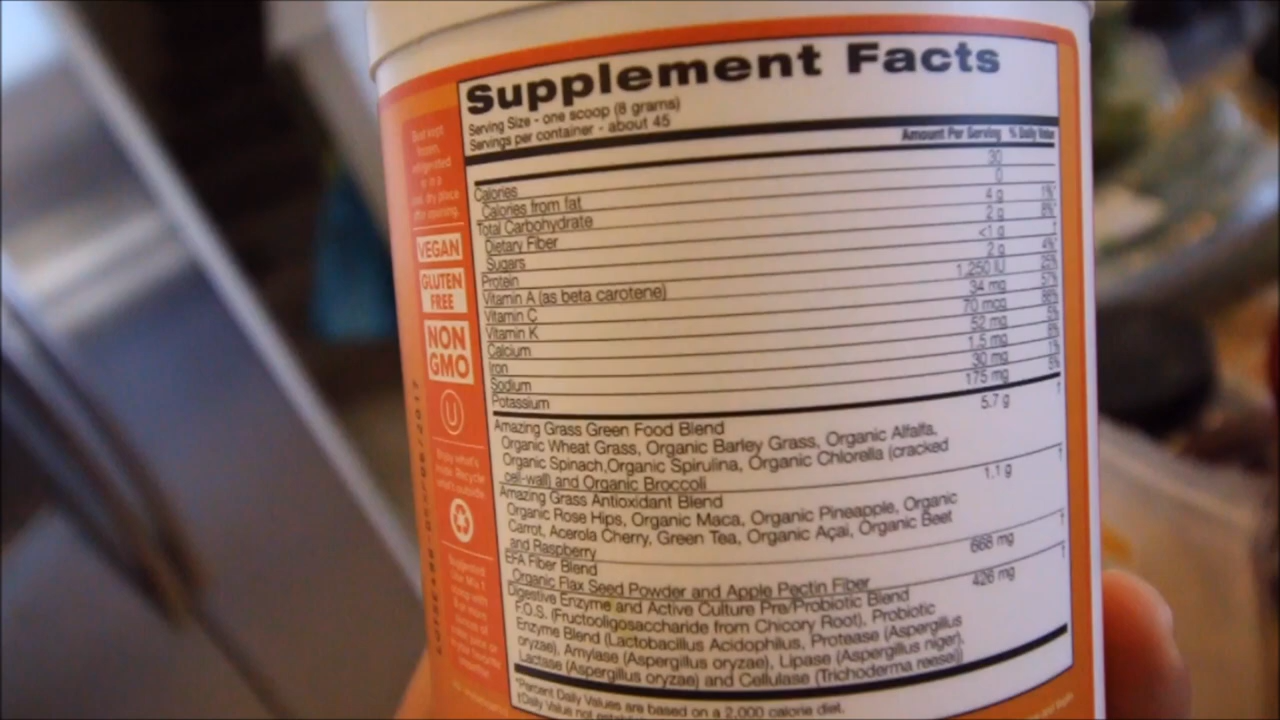 Supplement Facts
Serving Size - one scoop (8 grams)
Servings per container - about 45
Amount Per Serving % Daily Value
Calories 30
Calories from fat 0
Total Carbohydrate 4 g 1%*
Dietary Fiber 2 g 8%*
Sugars <1 g †
Protein 2 g 4%*
Vitamin A (as beta carotene) 1,250 IU 25%
Vitamin C 34 mg 57%
Vitamin K 70 mcg 88%
Calcium 52 mg 5%
Iron 1.5 mg 8%
Sodium 30 mg 1%
Potassium 175 mg 5%
Amazing Grass Green Food Blend 5.7 g †
Organic Wheat Grass, Organic Barley Grass, Organic Alfalfa,
Organic Spinach,Organic Spirulina, Organic Chlorella (cracked
cell-wall) and Organic Broccoli
Amazing Grass Antioxidant Blend 1.1 g †
Organic Rose Hips, Organic Maca, Organic Pineapple, Organic
Carrot, Acerola Cherry, Green Tea, Organic Açai, Organic Beet
and Raspberry
EFA Fiber Blend 668 mg †
Organic Flax Seed Powder and Apple Pectin Fiber
Digestive Enzyme and Active Culture Pre/Probiotic Blend 426 mg †
F.O.S. (Fructooligosaccharide from Chicory Root), Probiotic
Enzyme Blend (Lactobacillus Acidophilus, Protease (Aspergillus
oryzae), Amylase (Aspergillus oryzae), Lipase (Aspergillus niger),
Lactase (Aspergillus oryzae) and Cellulase (Trichoderma reesei))
*Percent Daily Values are based on a 2,000 calorie diet.
†Daily Value not
VEGAN
GLUTEN
FREE
NON
GMO
U
Enjoy what's
inside. Recycle
what's outside.